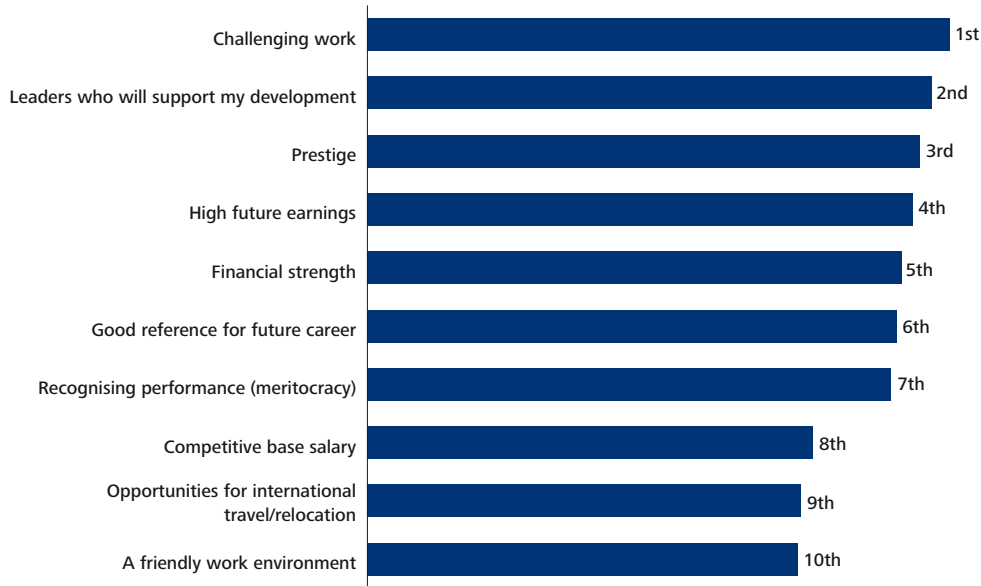 Challenging work
1st
Leaders who will support my development
2nd
Prestige
3rd
High future earnings
4th
Financial strength
5th
Good reference for future career
6th
Recognising performance (meritocracy)
7th
Competitive base salary
8th
Opportunities for international
travel/relocation
9th
A friendly work environment
10th